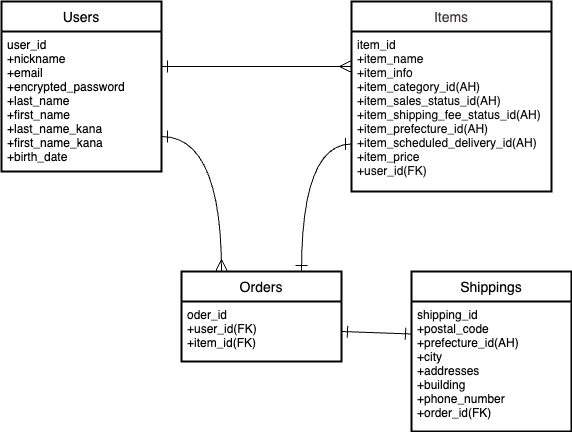 Users
user_id
+nickname
+email
+encrypted_password
+last_name
+first_name
+last_name_kana
+first_name_kana
+birth_date
Items
item_id
+item_name
+item_info
+item_category_id(AH)
+item_sales_status_id(AH)
+item_shipping_fee_status_id(AH)
+item_prefecture_id(AH)
+item_scheduled_delivery_id(AH)
+item_price
+user_id(FK)
Orders
oder_id
+user_id(FK)
+item_id(FK)
Shippings
shipping_id
+postal_code
+prefecture_id(AH)
+city
+addresses
+building
+phone_number
+order_id(FK)